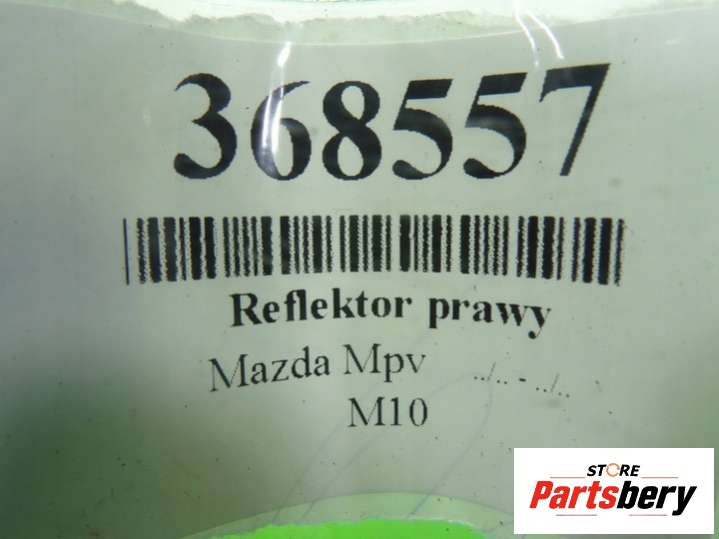 368557
Reflektor prawy
Mazda Mpv ../.. - ../..
M10
STORE
Partsbery